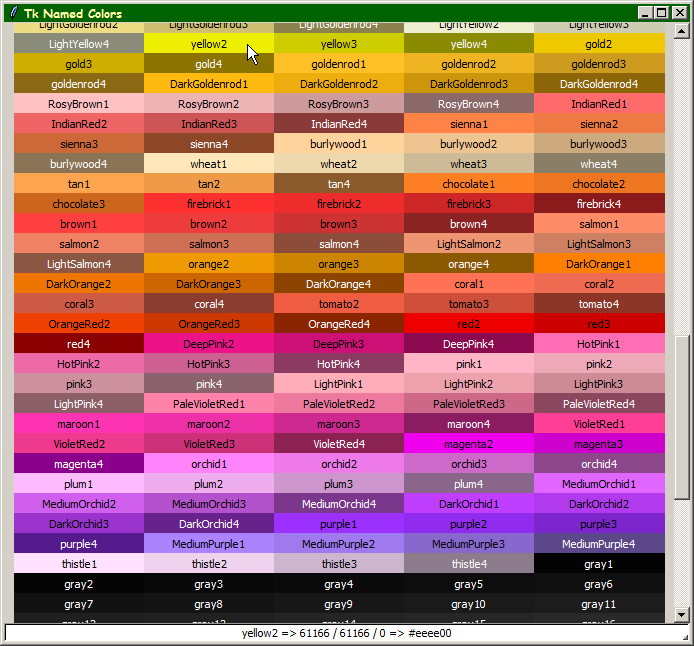 Tk Named Colors
LightGoldenrod2 LightGoldenrod3 LightGoldenrod4 LightYellow2 LightYellow3
LightYellow4 yellow2 yellow3 yellow4 gold2
gold3 gold4 goldenrod1 goldenrod2 goldenrod3
goldenrod4 DarkGoldenrod1 DarkGoldenrod2 DarkGoldenrod3 DarkGoldenrod4
RosyBrown1 RosyBrown2 RosyBrown3 RosyBrown4 IndianRed1
IndianRed2 IndianRed3 IndianRed4 sienna1 sienna2
sienna3 sienna4 burlywood1 burlywood2 burlywood3
burlywood4 wheat1 wheat2 wheat3 wheat4
tan1 tan2 tan4 chocolate1 chocolate2
chocolate3 firebrick1 firebrick2 firebrick3 firebrick4
brown1 brown2 brown3 brown4 salmon1
salmon2 salmon3 salmon4 LightSalmon2 LightSalmon3
LightSalmon4 orange2 orange3 orange4 DarkOrange1
DarkOrange2 DarkOrange3 DarkOrange4 coral1 coral2
coral3 coral4 tomato2 tomato3 tomato4
OrangeRed2 OrangeRed3 OrangeRed4 red2 red3
red4 DeepPink2 DeepPink3 DeepPink4 HotPink1
HotPink2 HotPink3 HotPink4 pink1 pink2
pink3 pink4 LightPink1 LightPink2 LightPink3
LightPink4 PaleVioletRed1 PaleVioletRed2 PaleVioletRed3 PaleVioletRed4
maroon1 maroon2 maroon3 maroon4 VioletRed1
VioletRed2 VioletRed3 VioletRed4 magenta2 magenta3
magenta4 orchid1 orchid2 orchid3 orchid4
plum1 plum2 plum3 plum4 MediumOrchid1
MediumOrchid2 MediumOrchid3 MediumOrchid4 DarkOrchid1 DarkOrchid2
DarkOrchid3 DarkOrchid4 purple1 purple2 purple3
purple4 MediumPurple1 MediumPurple2 MediumPurple3 MediumPurple4
thistle1 thistle2 thistle3 thistle4 gray1
gray2 gray3 gray4 gray5 gray6
gray7 gray8 gray9 gray10 gray11
gray12 gray13 gray14 gray15 gray16
yellow2 => 61166 / 61166 / 0 => #eeee00